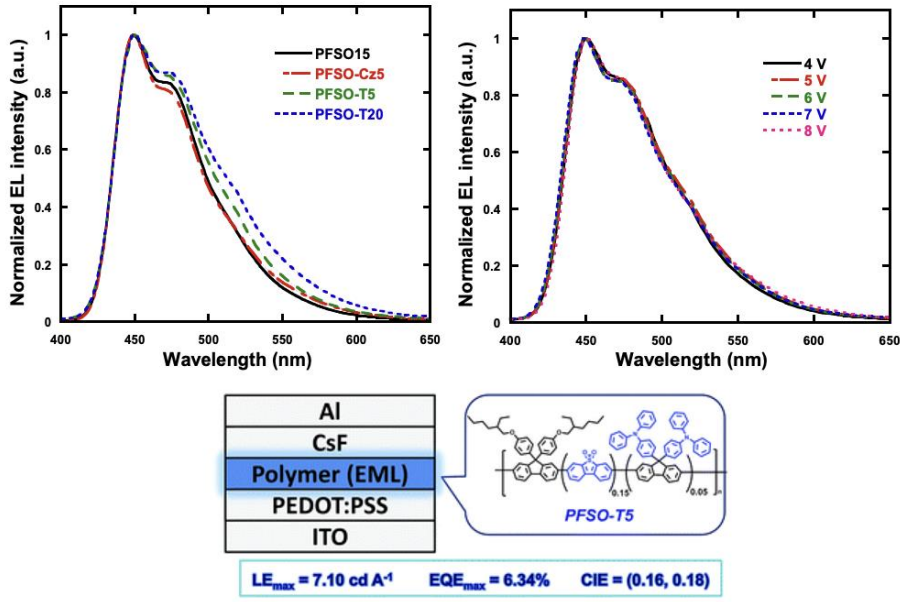 Normalized EL intensity (a.u.)
1
0.8
0.6
0.4
0.2
0
400 450 500 550 600 650
Wavelength (nm)
PFSO15
PFSO-Cz5
PFSO-T5
PFSO-T20
Normalized EL intensity (a.u.)
1
0.8
0.6
0.4
0.2
0
400 450 500 550 600 650
Wavelength (nm)
4 V
5 V
6 V
7 V
8 V
Al
CsF
Polymer (EML)
PEDOT:PSS
ITO
O O
O O
S
N N
0.15 0.05 n
PFSO-T5
LEmax = 7.10 cd A⁻¹ EQEmax = 6.34% CIE = (0.16, 0.18)